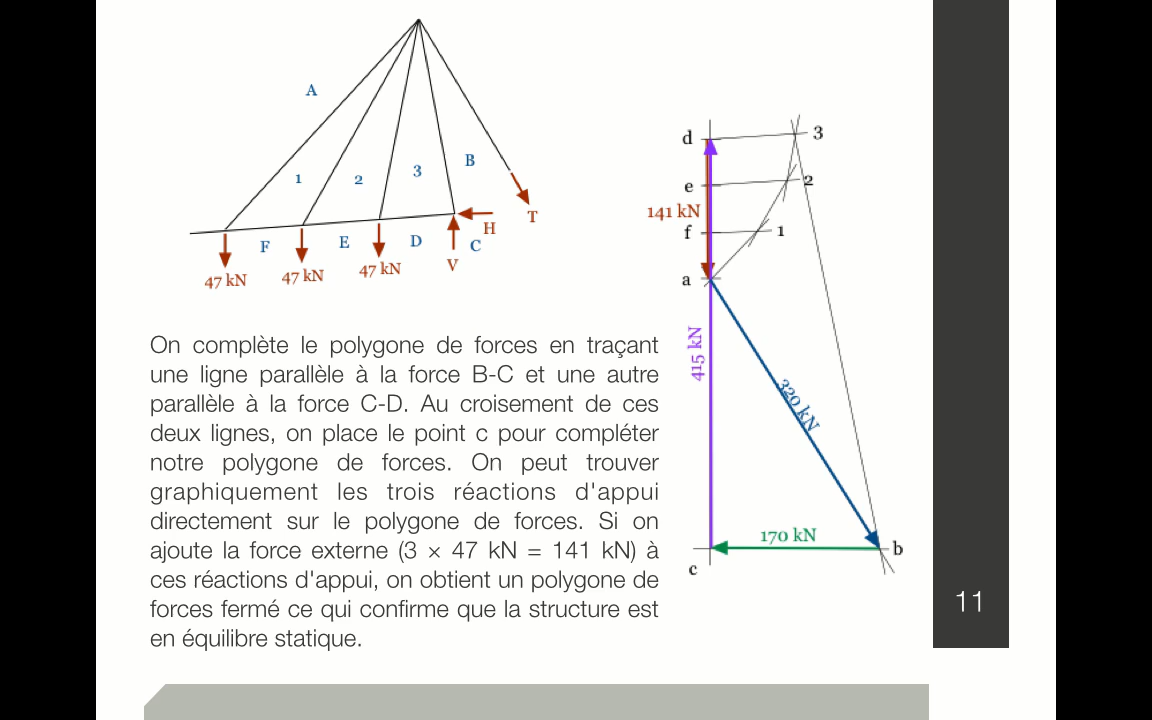 A
B
1
2
3
F
E
D
C
H
T
V
47 kN
47 kN
47 kN
d
3
e
2
141 kN
f
1
a
415 kN
320 kN
170 kN
b
c
On complète le polygone de forces en traçant
une ligne parallèle à la force B-C et une autre
parallèle à la force C-D. Au croisement de ces
deux lignes, on place le point c pour compléter
notre polygone de forces. On peut trouver
graphiquement les trois réactions d'appui
directement sur le polygone de forces. Si on
ajoute la force externe (3 × 47 kN = 141 kN) à
ces réactions d'appui, on obtient un polygone de
forces fermé ce qui confirme que la structure est
en équilibre statique.
11